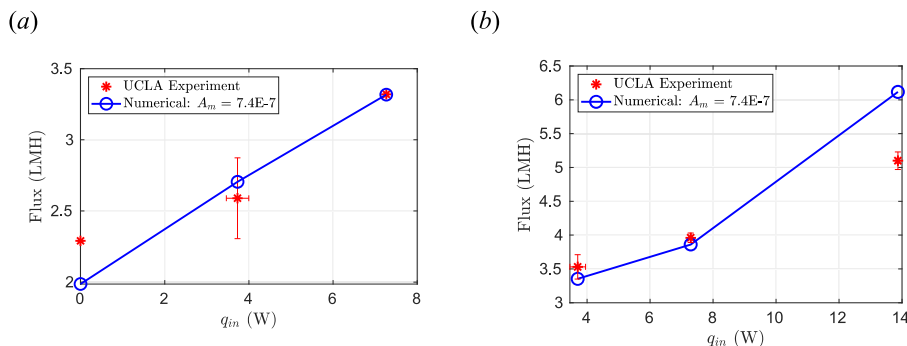 (a)
(b)
UCLA Experiment
Numerical: A_m = 7.4E-7
Flux (LMH)
3.5
3
2.5
2
0
2
4
6
8
q_in (W)
UCLA Experiment
Numerical: A_m = 7.4E-7
Flux (LMH)
6.5
6
5.5
5
4.5
4
3.5
3
4
6
8
10
12
14
q_in (W)